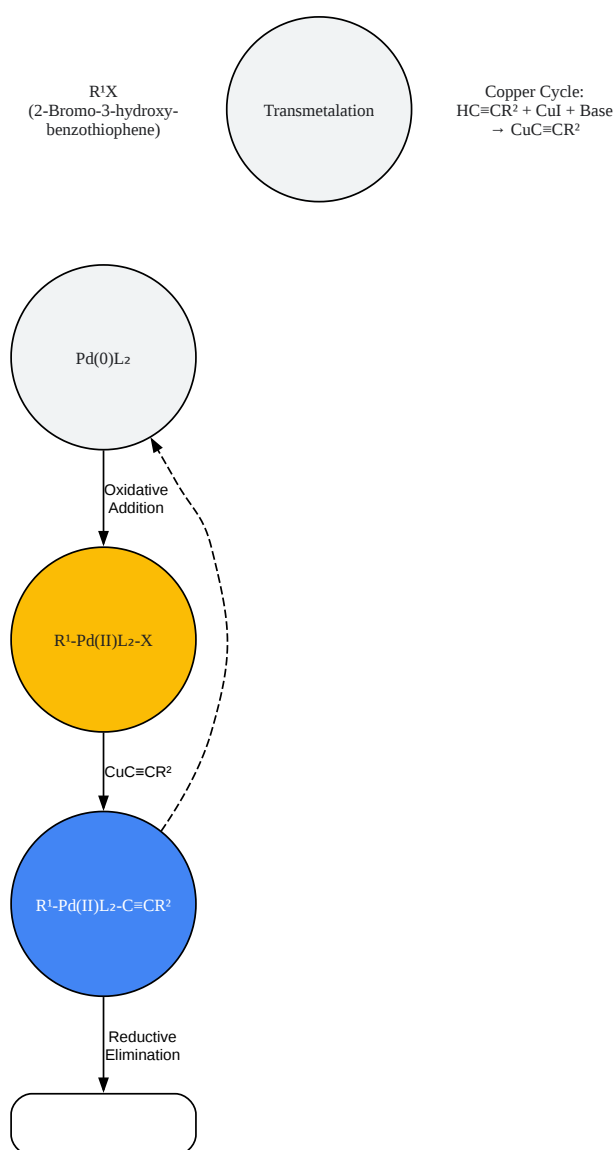 R¹X
(2-Bromo-3-hydroxy-
benzothiophene)
Transmetalation
Copper Cycle:
HC≡CR² + CuI + Base
→ CuC≡CR²
Pd(0)L₂
Oxidative
Addition
R¹-Pd(II)L₂-X
CuC≡CR²
R¹-Pd(II)L₂-C≡CR²
Reductive
Elimination